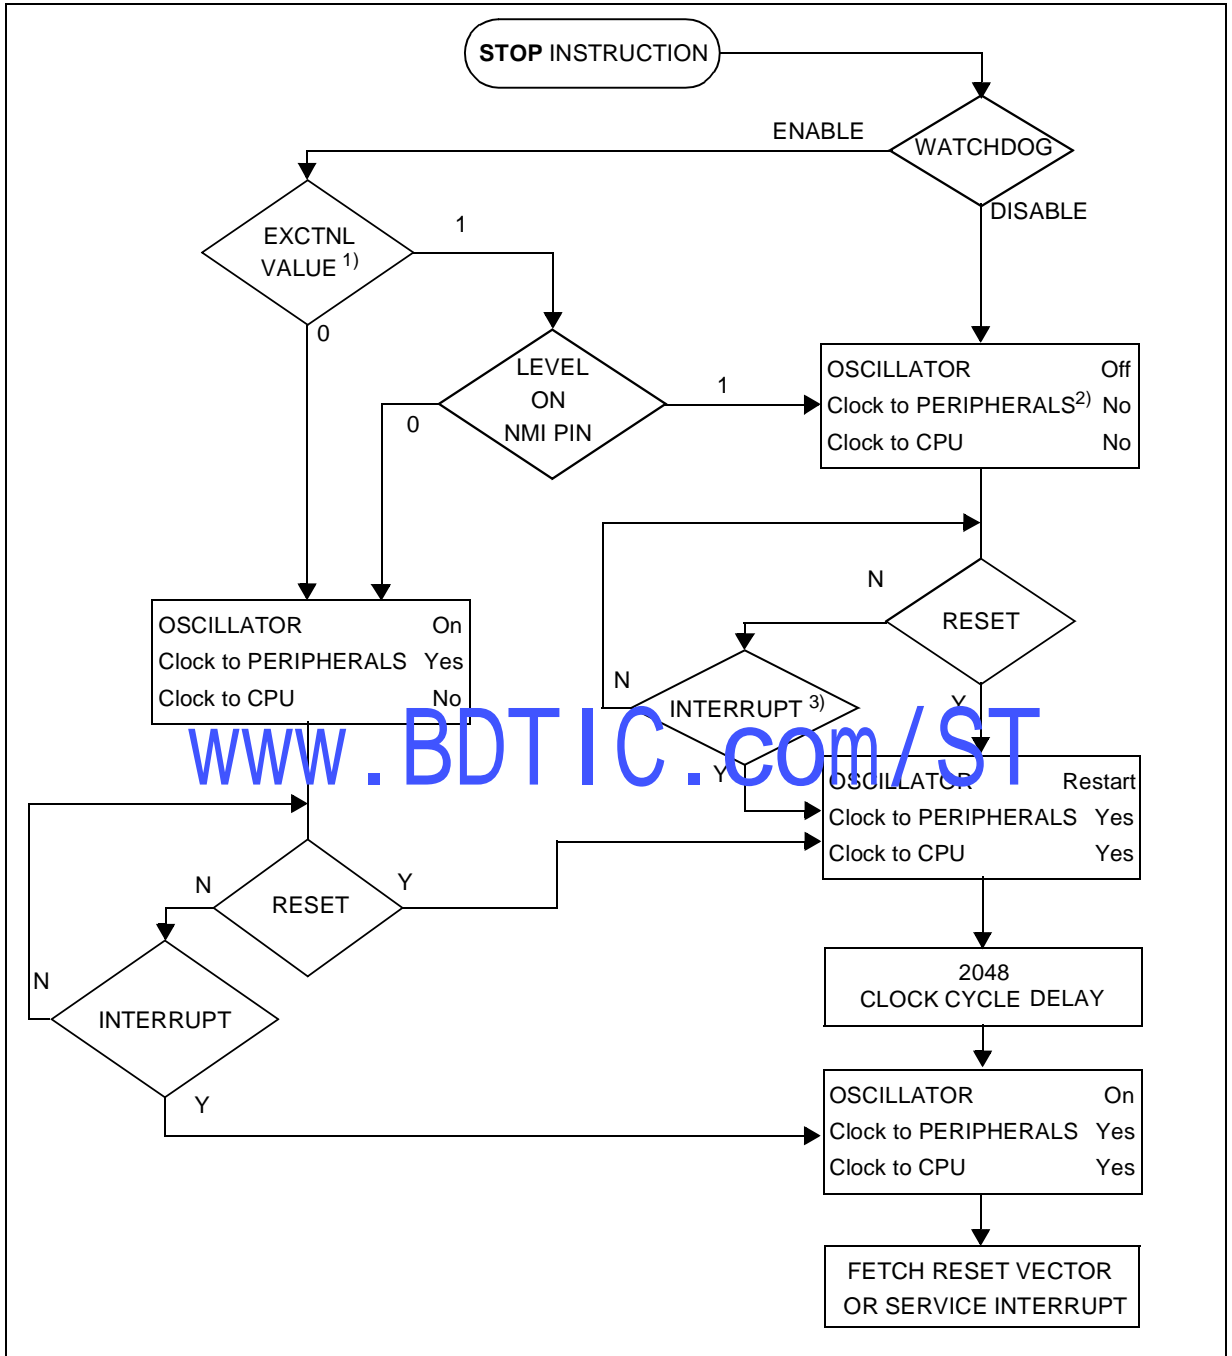 STOP INSTRUCTION
ENABLE
WATCHDOG
DISABLE
EXCTNL
VALUE 1)
1
0
LEVEL
ON
NMI PIN
1
0
OSCILLATOR Off
Clock to PERIPHERALS2) No
Clock to CPU No
N
RESET
Y
OSCILLATOR On
Clock to PERIPHERALS Yes
Clock to CPU No
N
INTERRUPT 3)
Y
www.BDTIC.com/ST
OSCILLATOR Restart
Clock to PERIPHERALS Yes
Clock to CPU Yes
N
RESET
Y
N
INTERRUPT
Y
2048
CLOCK CYCLE DELAY
OSCILLATOR On
Clock to PERIPHERALS Yes
Clock to CPU Yes
FETCH RESET VECTOR
OR SERVICE INTERRUPT